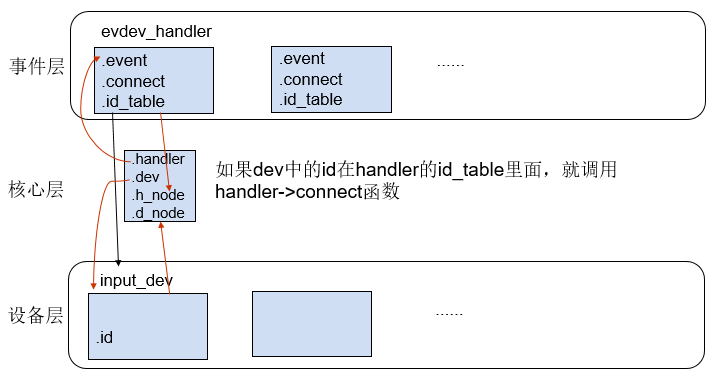 evdev_handler
事件层
.event
.connect
.id_table
.event
.connect
.id_table
......
核心层
.handler
.dev
.h_node
.d_node
如果dev中的id在handler的id_table里面，就调用
handler->connect函数
设备层
input_dev
.id
......